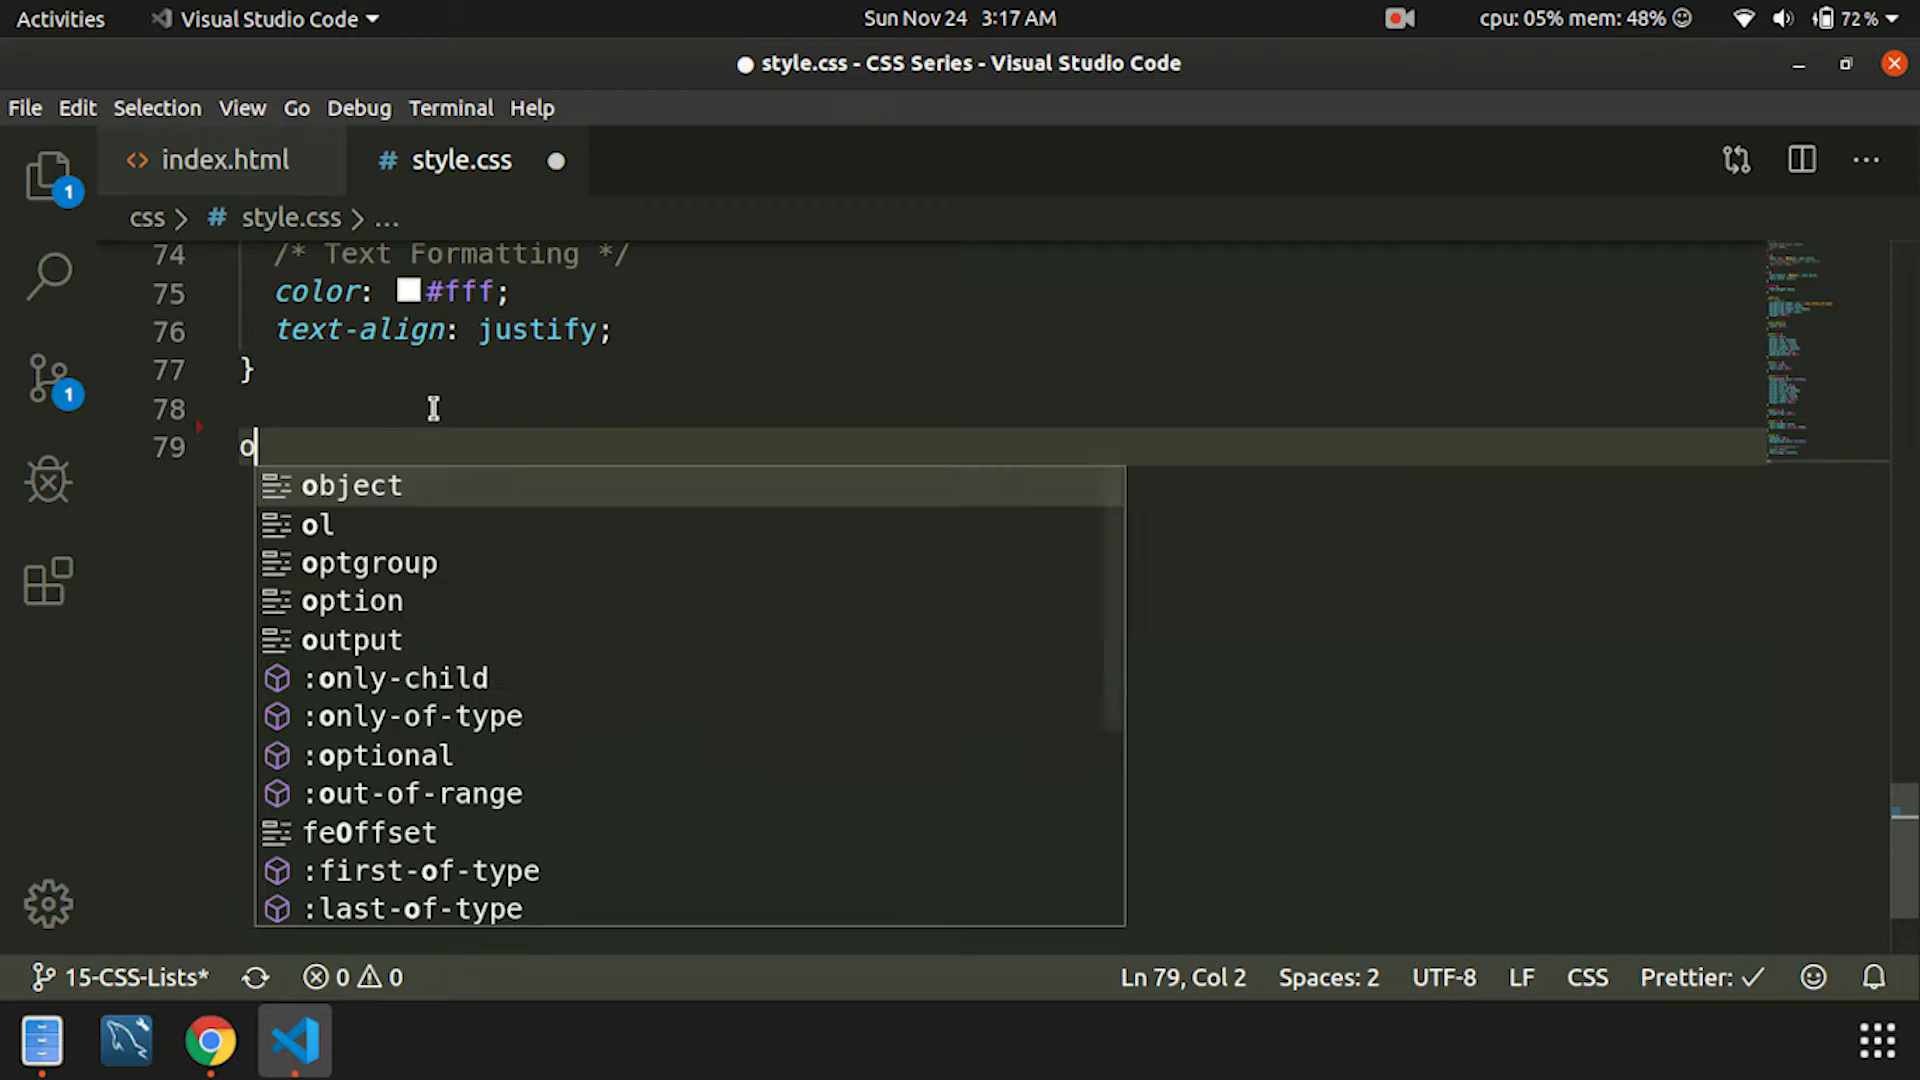 Activities Visual Studio Code Sun Nov 24 3:17 AM cpu: 05% mem: 48% 72 %
style.css - CSS Series - Visual Studio Code
File Edit Selection View Go Debug Terminal Help
index.html style.css
css > style.css > ...
74 /* Text Formatting */
75 color: #fff;
76 text-align: justify;
77 }
78
79 o
object
ol
optgroup
option
output
:only-child
:only-of-type
:optional
:out-of-range
feOffset
:first-of-type
:last-of-type
1
1
15-CSS-Lists* 0 0 Ln 79, Col 2 Spaces: 2 UTF-8 LF CSS Prettier: ✓